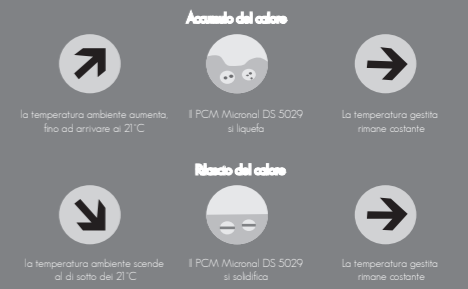 Accumulo del calore
la temperatura ambiente aumenta,
fino ad arrivare ai 21°C
Il PCM Micronal DS 5029
si liquefa
La temperatura gestita
rimane costante
Rilascio del calore
la temperatura ambiente scende
al di sotto dei 21°C
Il PCM Micronal DS 5029
si solidifica
La temperatura gestita
rimane costante